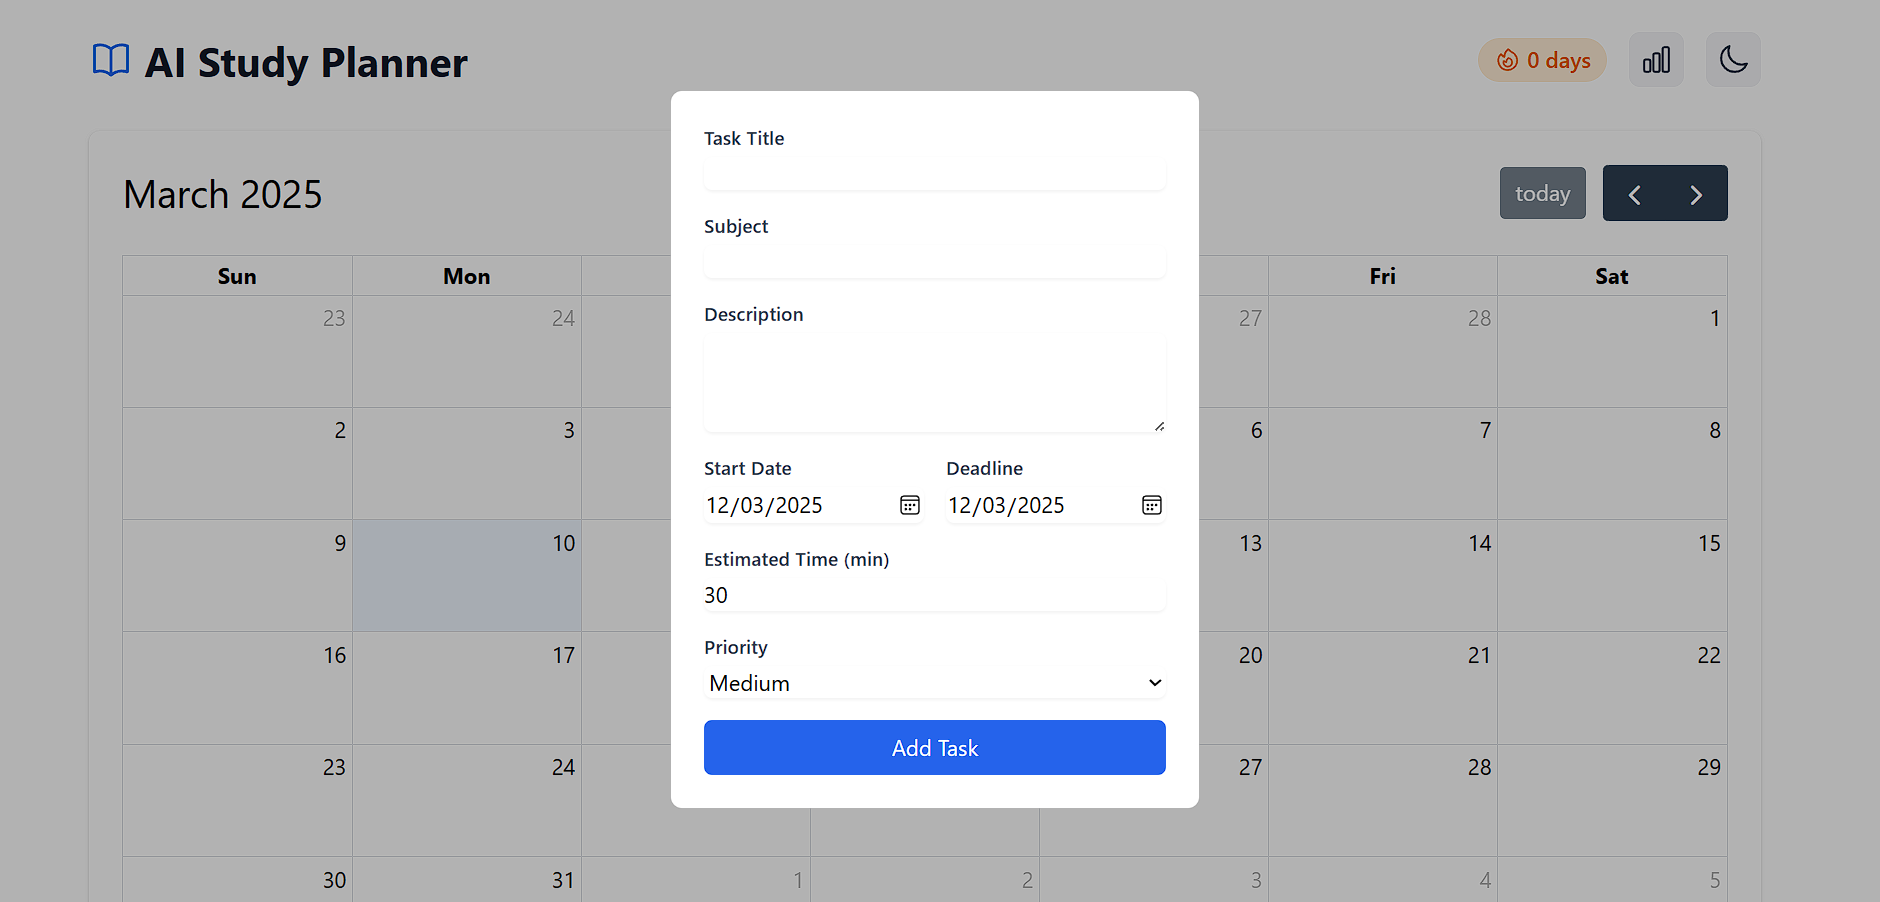 AI Study Planner
0 days
March 2025
today
Sun Mon Fri Sat
23 24 27 28 1
2 3 6 7 8
9 10 13 14 15
16 17 20 21 22
23 24 27 28 29
30 31 1 2 3 4 5
Task Title
Subject
Description
Start Date Deadline
12/03/2025 12/03/2025
Estimated Time (min)
30
Priority
Medium
Add Task